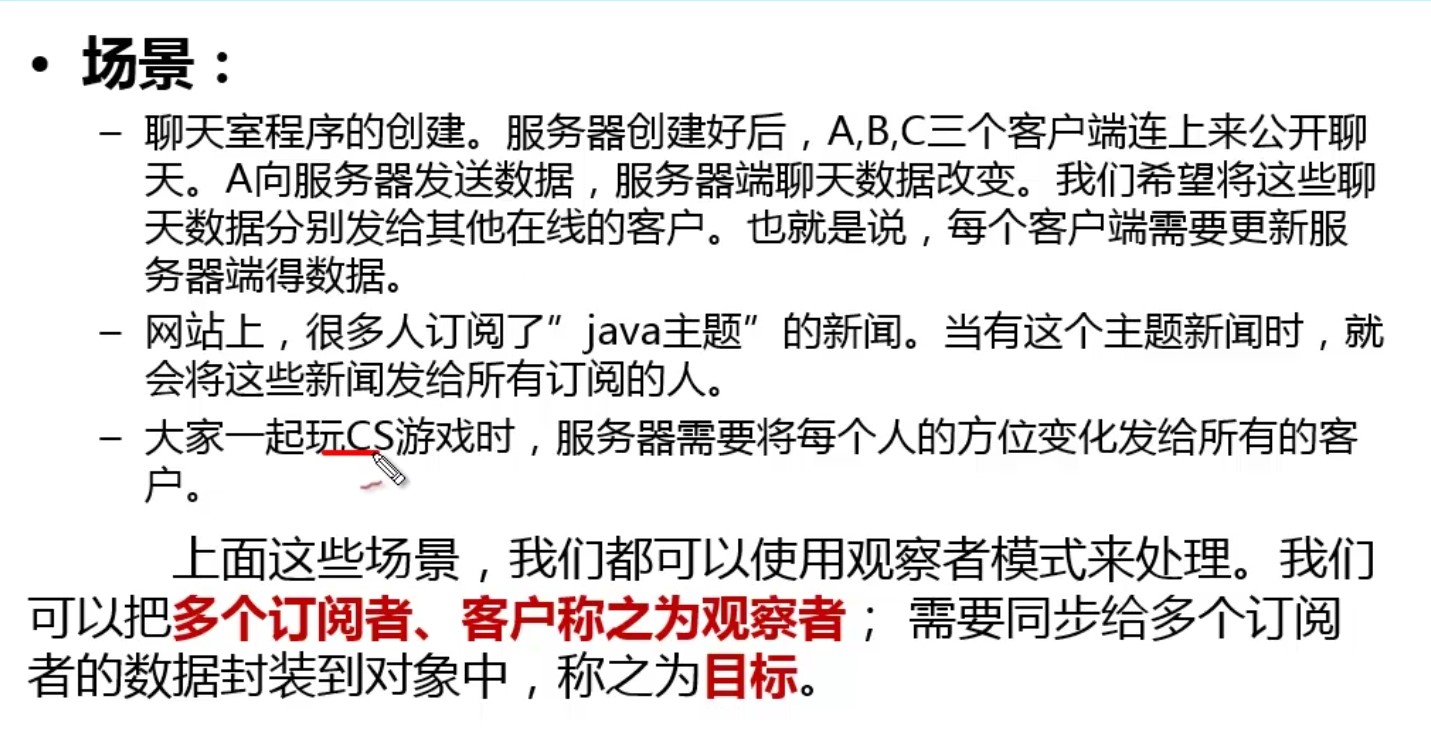 • 场景：
– 聊天室程序的创建。服务器创建好后，A,B,C三个客户端连上来公开聊
天。A向服务器发送数据，服务器端聊天数据改变。我们希望将这些聊
天数据分别发给其他在线的客户。也就是说，每个客户端需要更新服
务器端得数据。
– 网站上，很多人订阅了”java主题”的新闻。当有这个主题新闻时，就
会将这些新闻发给所有订阅的人。
– 大家一起玩CS游戏时，服务器需要将每个人的方位变化发给所有的客
户。
上面这些场景，我们都可以使用观察者模式来处理。我们
可以把多个订阅者、客户称之为观察者； 需要同步给多个订阅
者的数据封装到对象中，称之为目标。